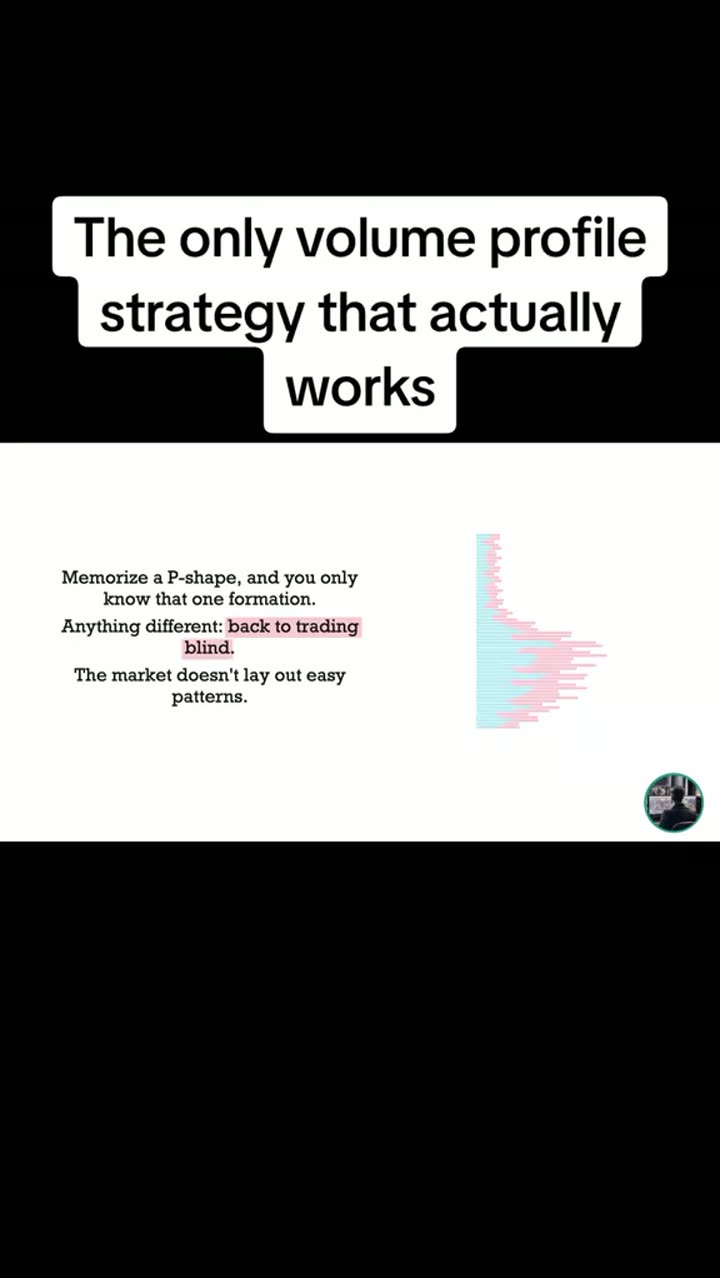 The only volume profile
strategy that actually
works
Memorize a P-shape, and you only
know that one formation.
Anything different: back to trading
blind.
The market doesn't lay out easy
patterns.